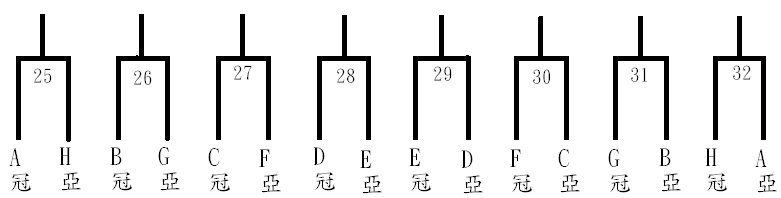 25 26 27 28 29 30 31 32
A H B G C F D E E D F C G B H A
冠 亞 冠 亞 冠 亞 冠 亞 冠 亞 冠 亞 冠 亞 冠 亞